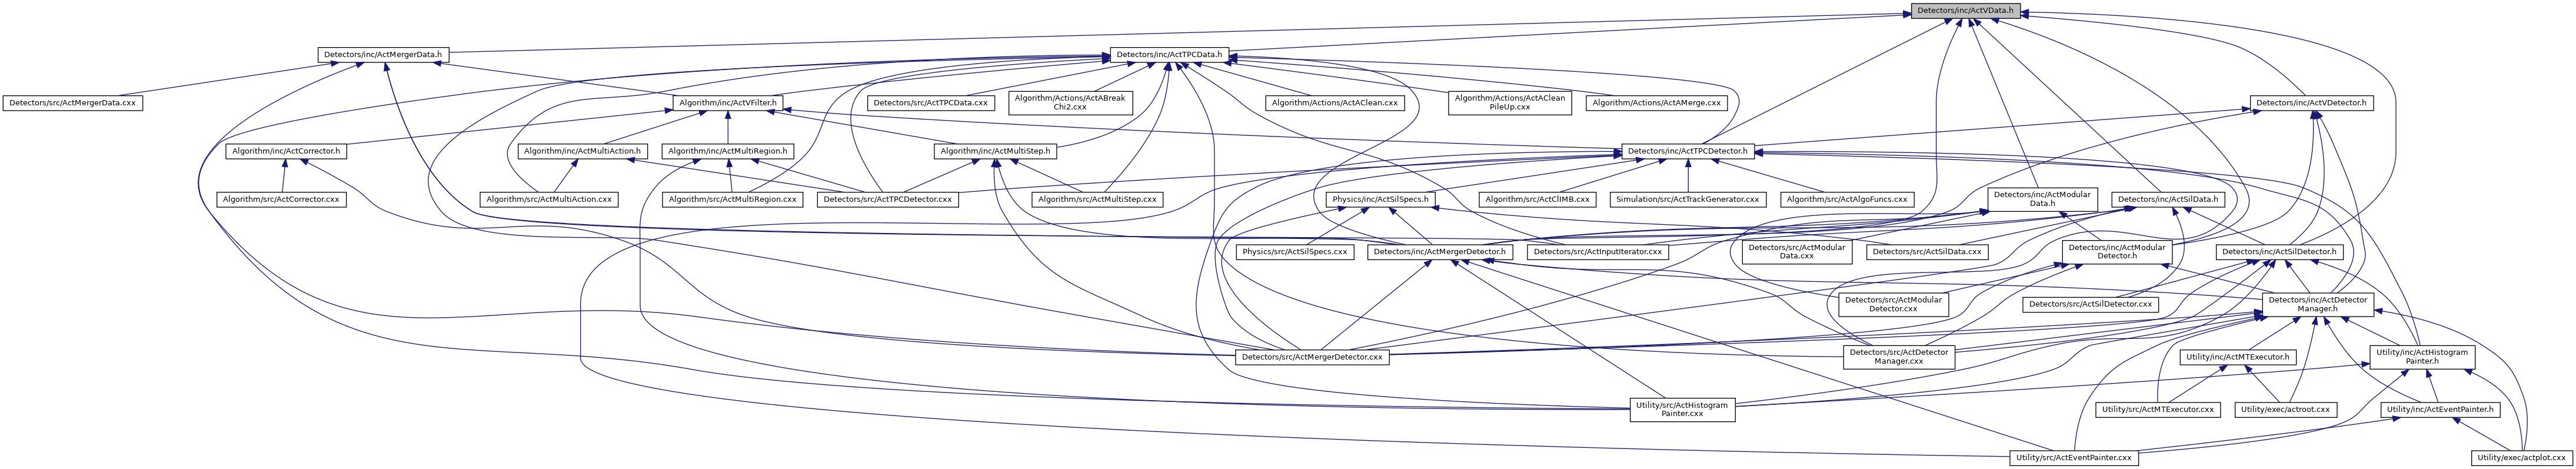 Detectors/inc/ActVData.h
Detectors/inc/ActMergerData.h
Detectors/inc/ActTPCData.h
Detectors/src/ActMergerData.cxx
Algorithm/inc/ActVFilter.h
Detectors/src/ActTPCData.cxx
Algorithm/Actions/ActABreak
Chi2.cxx
Algorithm/Actions/ActAClean.cxx
Algorithm/Actions/ActAClean
PileUp.cxx
Algorithm/Actions/ActAMerge.cxx
Detectors/inc/ActVDetector.h
Algorithm/inc/ActCorrector.h
Algorithm/inc/ActMultiAction.h
Algorithm/inc/ActMultiRegion.h
Algorithm/inc/ActMultiStep.h
Detectors/inc/ActTPCDetector.h
Algorithm/src/ActCorrector.cxx
Algorithm/src/ActMultiAction.cxx
Algorithm/src/ActMultiRegion.cxx
Detectors/src/ActTPCDetector.cxx
Algorithm/src/ActMultiStep.cxx
Physics/inc/ActSilSpecs.h
Algorithm/src/ActClIMB.cxx
Simulation/src/ActTrackGenerator.cxx
Algorithm/src/ActAlgoFuncs.cxx
Detectors/inc/ActModular
Data.h
Detectors/inc/ActSilData.h
Physics/src/ActSilSpecs.cxx
Detectors/inc/ActMergerDetector.h
Detectors/src/ActInputIterator.cxx
Detectors/src/ActModular
Data.cxx
Detectors/src/ActSilData.cxx
Detectors/inc/ActModular
Detector.h
Detectors/inc/ActSilDetector.h
Detectors/src/ActModular
Detector.cxx
Detectors/src/ActSilDetector.cxx
Detectors/inc/ActDetector
Manager.h
Detectors/src/ActMergerDetector.cxx
Detectors/src/ActDetector
Manager.cxx
Utility/inc/ActMTExecutor.h
Utility/inc/ActHistogram
Painter.h
Utility/src/ActHistogram
Painter.cxx
Utility/src/ActMTExecutor.cxx
Utility/exec/actroot.cxx
Utility/inc/ActEventPainter.h
Utility/src/ActEventPainter.cxx
Utility/exec/actplot.cxx